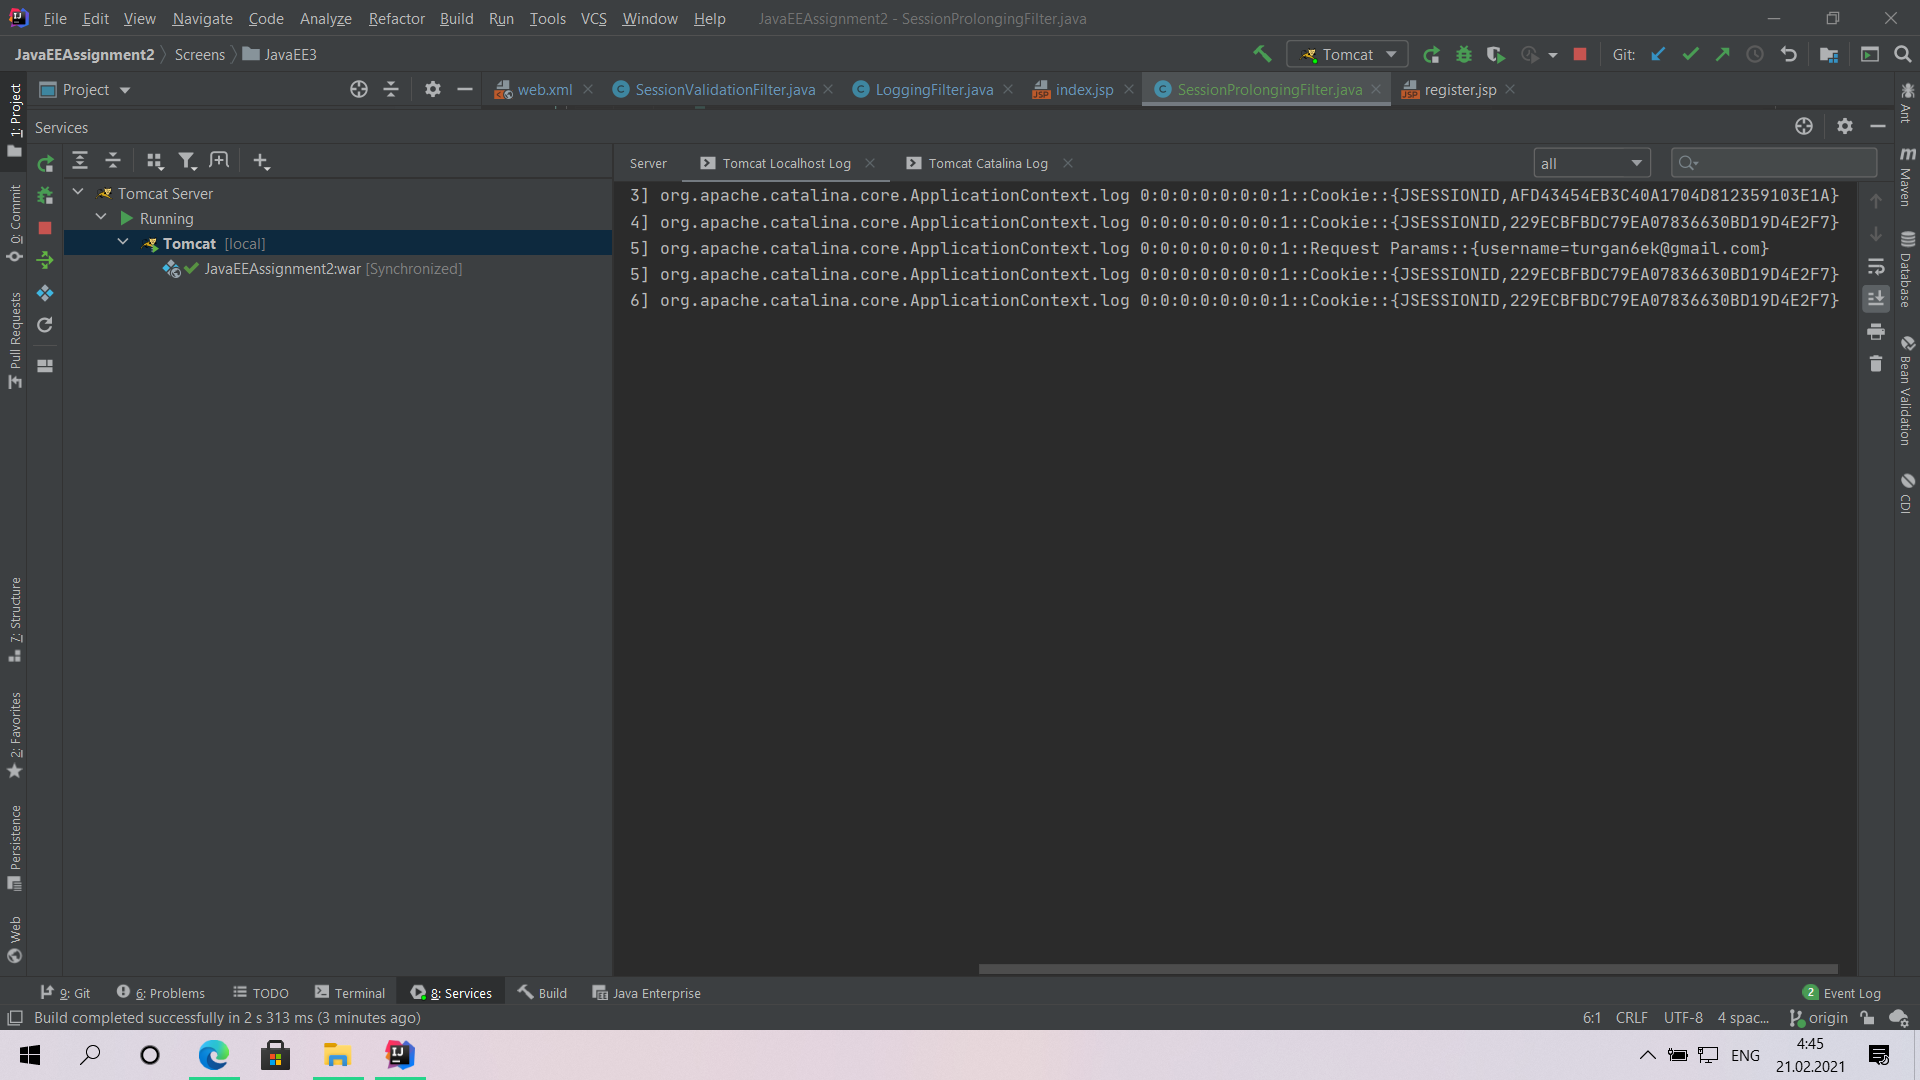 File Edit View Navigate Code Analyze Refactor Build Run Tools VCS Window Help JavaEEAssignment2 - SessionProlongingFilter.java
JavaEEAssignment2 Screens JavaEE3 Tomcat Git:
Project web.xml SessionValidationFilter.java LoggingFilter.java index.jsp SessionProlongingFilter.java register.jsp
Services
Server Tomcat Localhost Log Tomcat Catalina Log all
Tomcat Server
Running
Tomcat [local]
JavaEEAssignment2:war [Synchronized]
3] org.apache.catalina.core.ApplicationContext.log 0:0:0:0:0:0:0:1::Cookie::{JSESSIONID,AFD43454EB3C40A1704D812359103E1A}
4] org.apache.catalina.core.ApplicationContext.log 0:0:0:0:0:0:0:1::Cookie::{JSESSIONID,229ECBFBDC79EA07836630BD19D4E2F7}
5] org.apache.catalina.core.ApplicationContext.log 0:0:0:0:0:0:0:1::Request Params::{username=turgan6ek@gmail.com}
5] org.apache.catalina.core.ApplicationContext.log 0:0:0:0:0:0:0:1::Cookie::{JSESSIONID,229ECBFBDC79EA07836630BD19D4E2F7}
6] org.apache.catalina.core.ApplicationContext.log 0:0:0:0:0:0:0:1::Cookie::{JSESSIONID,229ECBFBDC79EA07836630BD19D4E2F7}
1: Project
0: Commit
Pull Requests
7: Structure
2: Favorites
Persistence
Web
Ant
Maven
Database
Bean Validation
CDI
9: Git 6: Problems TODO Terminal 8: Services Build Java Enterprise 2 Event Log
Build completed successfully in 2 s 313 ms (3 minutes ago) 6:1 CRLF UTF-8 4 spac... origin
ENG 4:45
21.02.2021